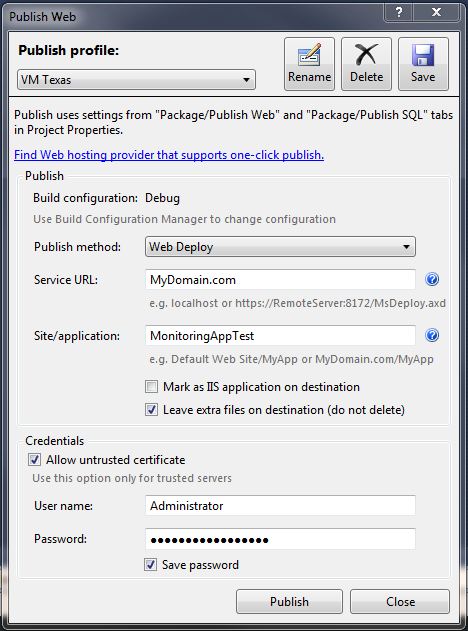 Publish Web
Publish profile:
VM Texas
Rename
Delete
Save
Publish uses settings from "Package/Publish Web" and "Package/Publish SQL" tabs
in Project Properties.
Find Web hosting provider that supports one-click publish.
Publish
Build configuration: Debug
Use Build Configuration Manager to change configuration
Publish method: Web Deploy
Service URL: MyDomain.com
e.g. localhost or https://RemoteServer:8172/MsDeploy.axd
Site/application: MonitoringAppTest
e.g. Default Web Site/MyApp or MyDomain.com/MyApp
Mark as IIS application on destination
Leave extra files on destination (do not delete)
Credentials
Allow untrusted certificate
Use this option only for trusted servers
User name: Administrator
Password: ●●●●●●●●●●●●●●●●●
Save password
Publish
Close